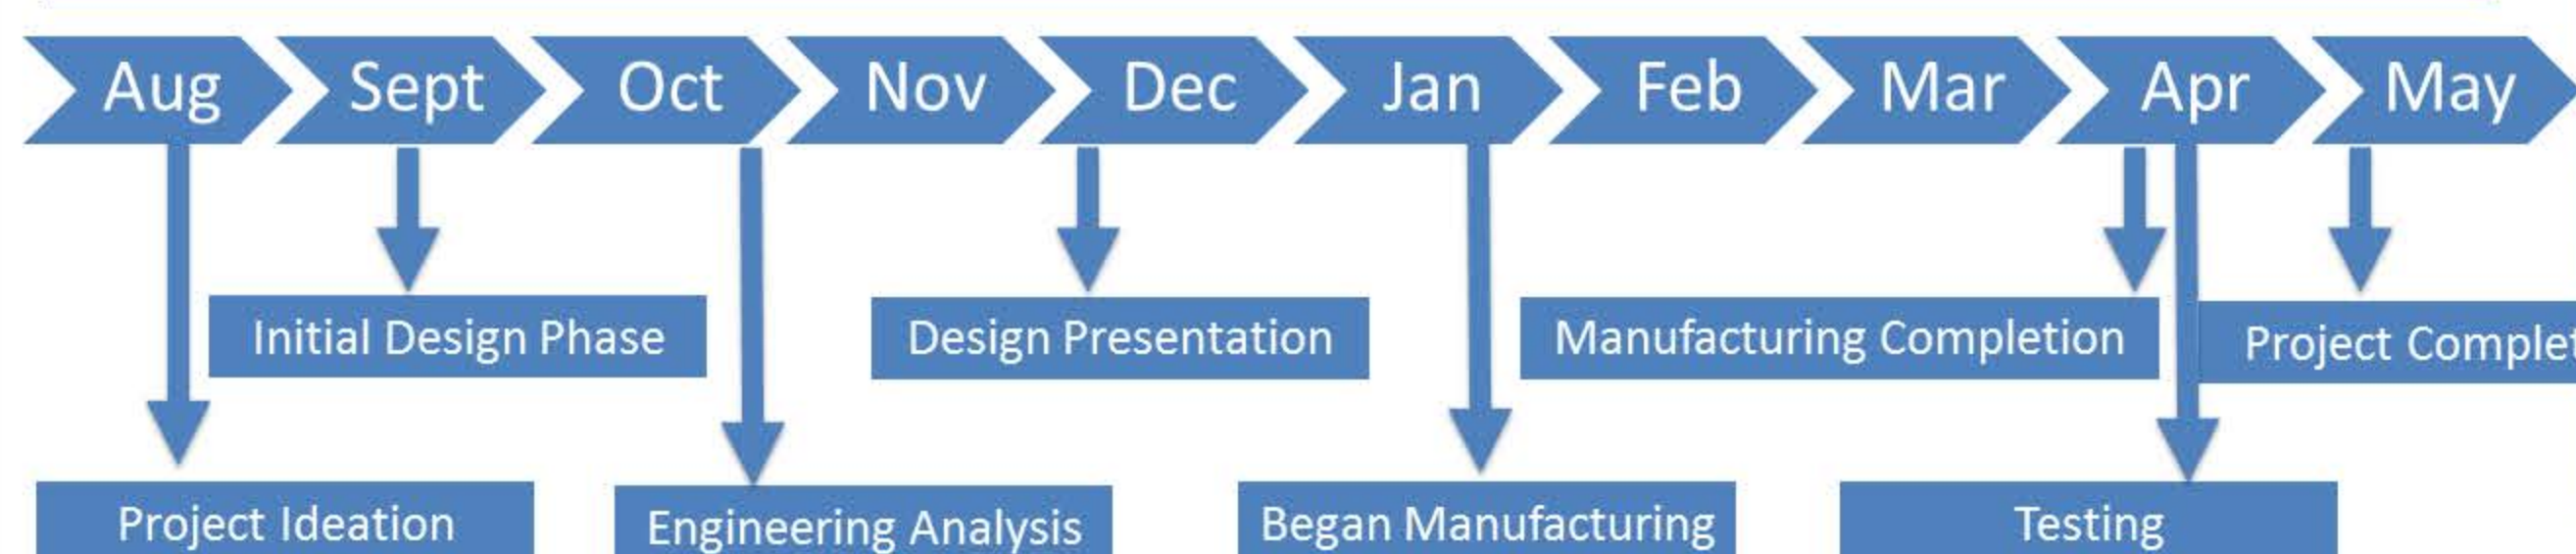 Aug Sept Oct Nov Dec Jan Feb Mar Apr May
Initial Design Phase Design Presentation Manufacturing Completion Project
Project Ideation Engineering Analysis Began Manufacturing Testing